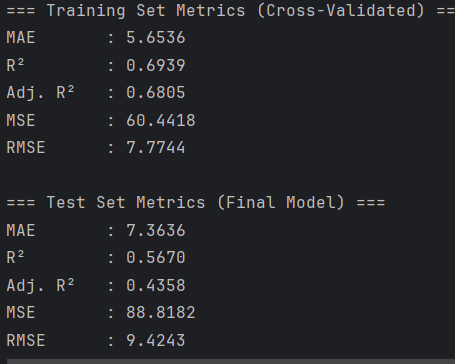 === Training Set Metrics (Cross-Validated) ==
MAE : 5.6536
R² : 0.6939
Adj. R² : 0.6805
MSE : 60.4418
RMSE : 7.7744
=== Test Set Metrics (Final Model) ===
MAE : 7.3636
R² : 0.5670
Adj. R² : 0.4358
MSE : 88.8182
RMSE : 9.4243